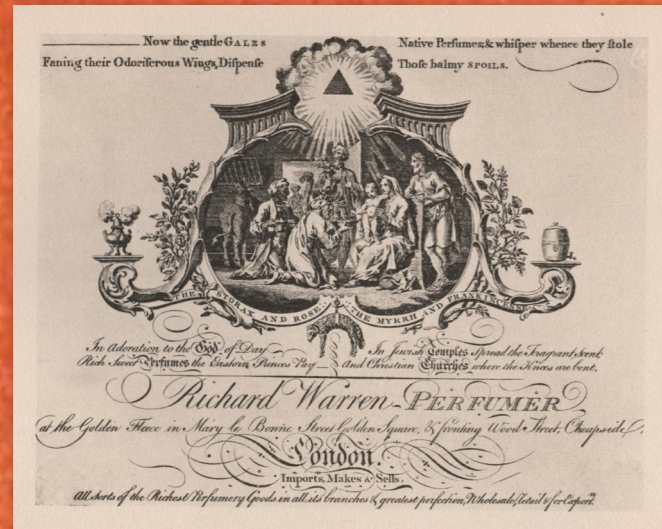 Now the gentle GALES
Faning their Odoriferous Wings, Dispense
Native Perfumes; & whisper whence they stole
Those balmy SPOILS.
THE STORAX AND ROSE. THE MYRRH AND FRANKINCENSE
In Adoration to the God of Day
Rich Sweet Perfumes the Eastern Princes Pay
In Jewish Temples spread the Fragrant Scent;
And Christian Churches where the Knees are bent.
Richard Warren PERFUMER
at the Golden Fleece in Mary le Bonne Street Golden Square, & fronting Wood Street, Cheapside.
London.
Imports, Makes & Sells.
All sorts of the Richest Perfumery Goods in all its branches & greatest perfection, Wholesale, Retail & for Export.n